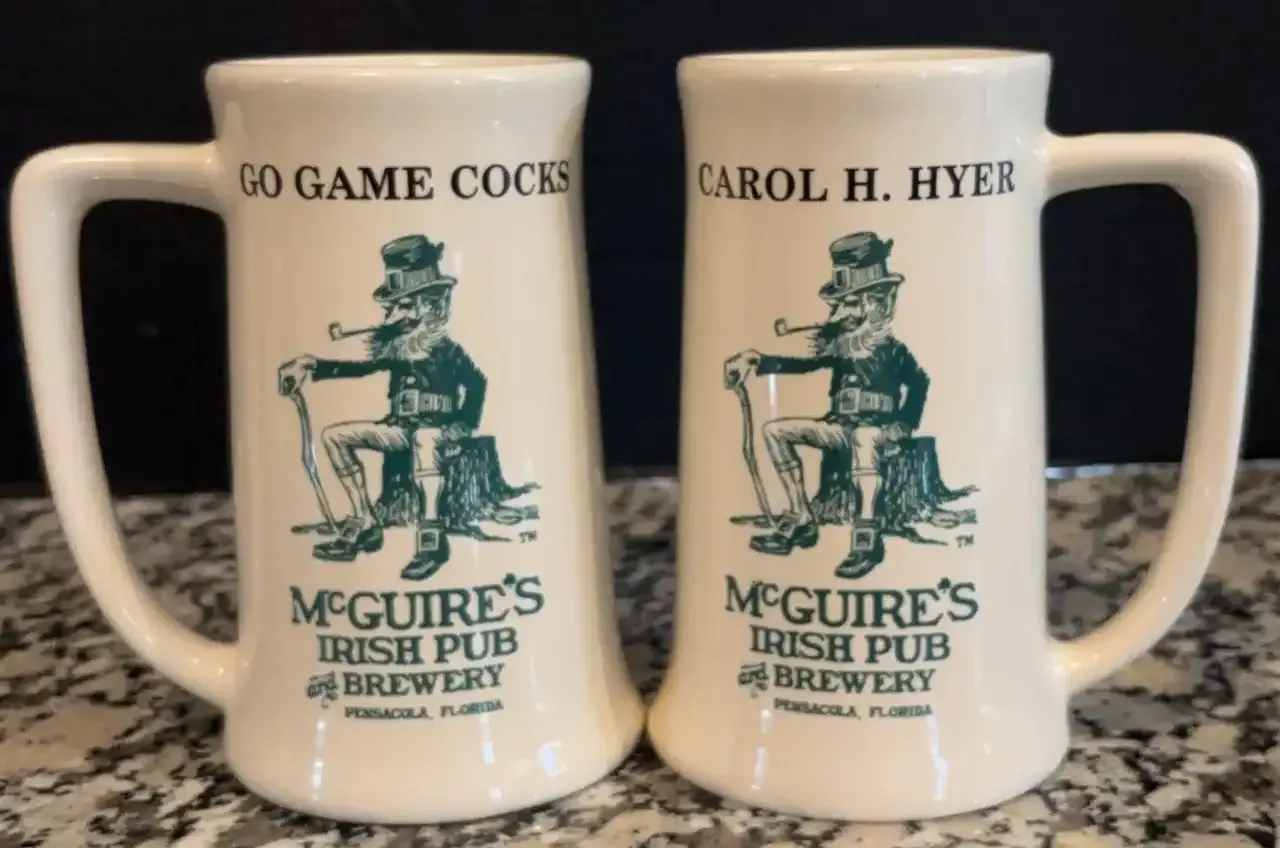 GO GAME COCKS
TM
McGUIRE'S
IRISH PUB
and BREWERY
PENSACOLA, FLORIDA
CAROL H. HYER
TM
McGUIRE'S
IRISH PUB
and BREWERY
PENSACOLA, FLORIDA